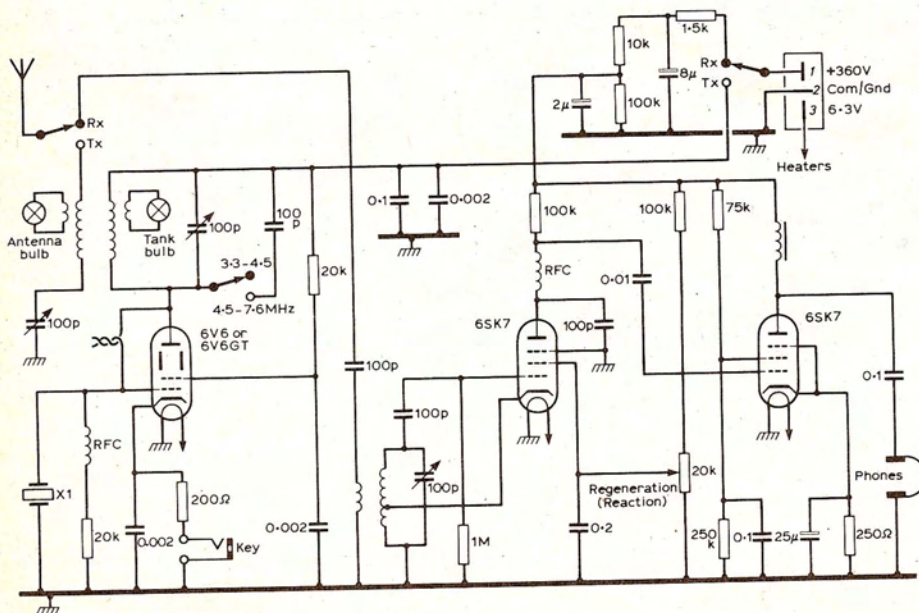 1·5k
10k
8µ
Rx
Tx
1
+360V
2
Com/Gnd
3
6·3V
Heaters
2µ
100k
Rx
Tx
Antenna
bulb
Tank
bulb
100p
100
p
0·1
0·002
3·3-4·5
4·5-7·6MHz
20k
100k
100k
75k
RFC
0·01
100p
6V6 or
6V6GT
100p
6SK7
100p
6SK7
0·1
100p
RFC
100p
100p
X1
200Ω
20k
0·002
Key
0·002
1M
0·2
Regeneration
(Reaction)
20k
250
k
0·1
25µ
250Ω
Phones